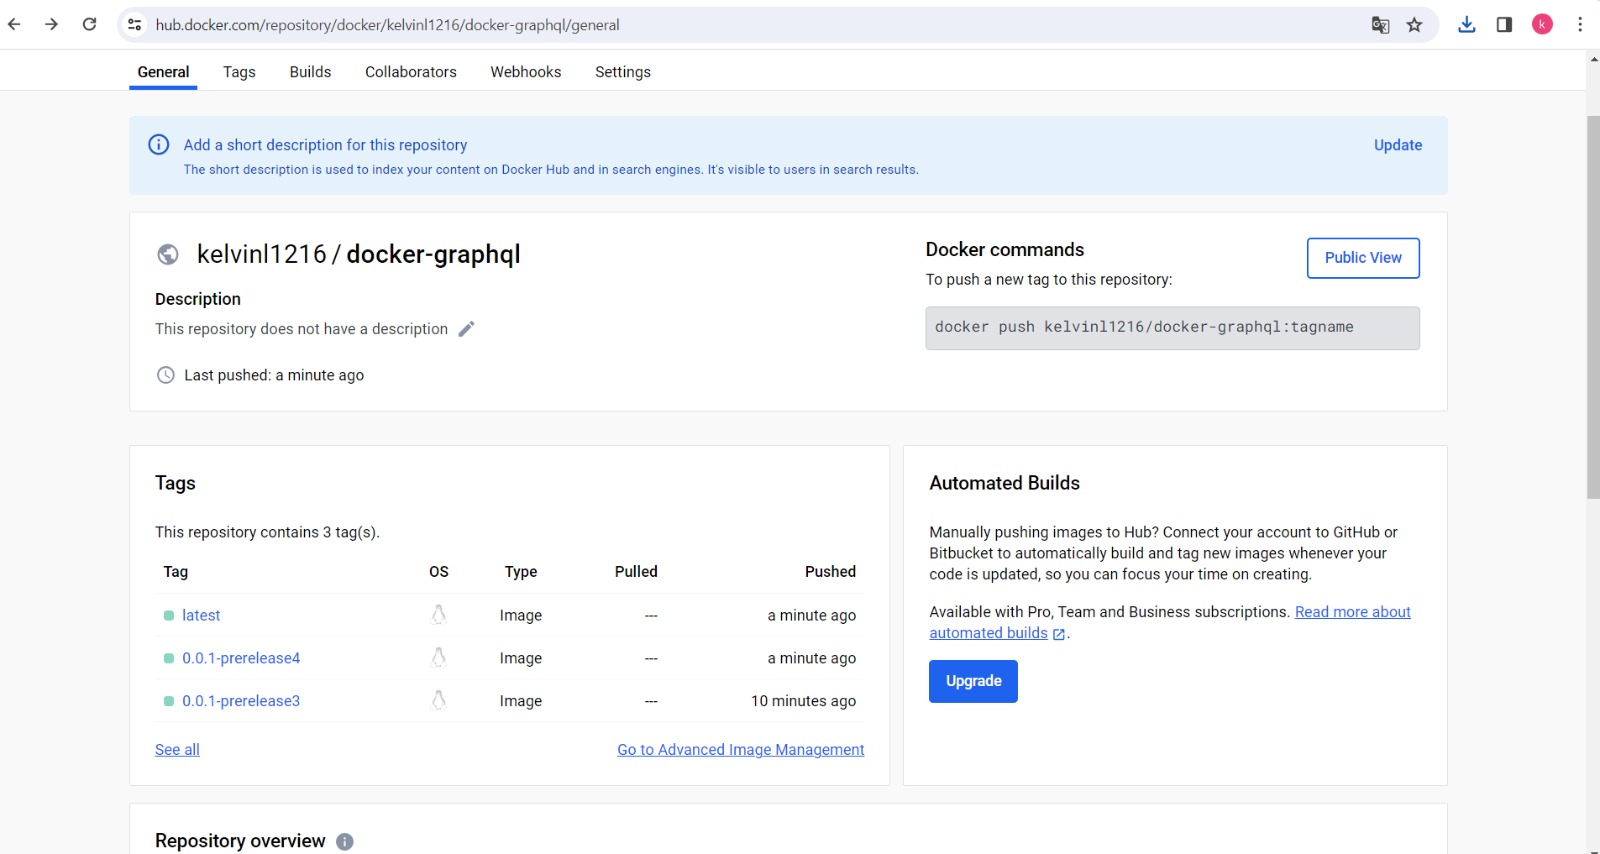 hub.docker.com/repository/docker/kelvinl1216/docker-graphql/general
k
General Tags Builds Collaborators Webhooks Settings
Add a short description for this repository
Update
The short description is used to index your content on Docker Hub and in search engines. It's visible to users in search results.
kelvinl1216 / docker-graphql
Description
This repository does not have a description
Last pushed: a minute ago
Docker commands
Public View
To push a new tag to this repository:
docker push kelvinl1216/docker-graphql:tagname
Tags
This repository contains 3 tag(s).
Tag OS Type Pulled Pushed
latest Image --- a minute ago
0.0.1-prerelease4 Image --- a minute ago
0.0.1-prerelease3 Image --- 10 minutes ago
See all Go to Advanced Image Management
Automated Builds
Manually pushing images to Hub? Connect your account to GitHub or
Bitbucket to automatically build and tag new images whenever your
code is updated, so you can focus your time on creating.
Available with Pro, Team and Business subscriptions. Read more about
automated builds .
Upgrade
Repository overview